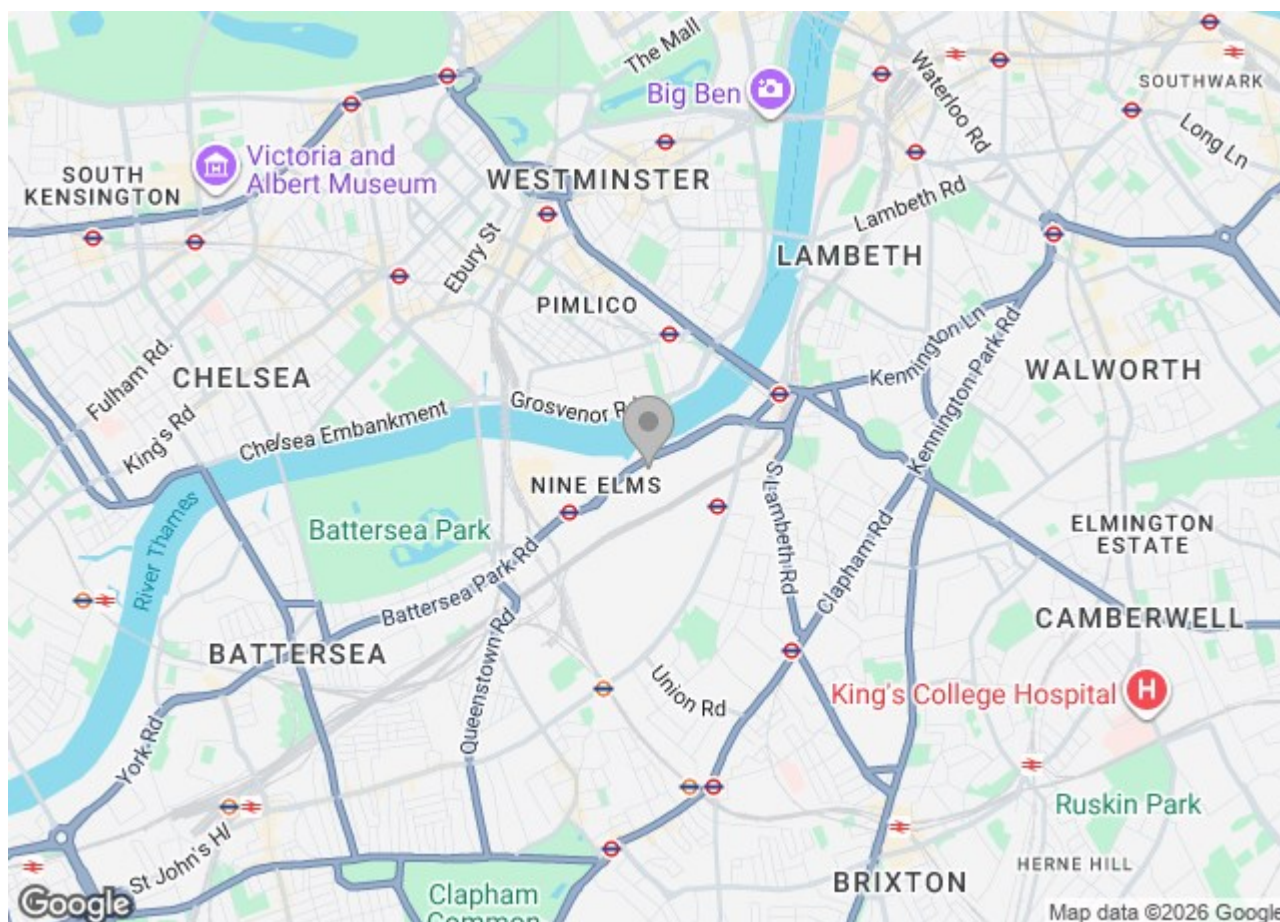 The Mall
Big Ben
Waterloo Rd
SOUTHWARK
Long Ln
SOUTH
KENSINGTON
Victoria and
Albert Museum
WESTMINSTER
Lambeth Rd
LAMBETH
Ebury St
PIMLICO
Kennington Ln
Kennington Park Rd
WALWORTH
Fulham Rd.
CHELSEA
King's Rd
Chelsea Embankment
Grosvenor Rd
NINE ELMS
S Lambeth Rd
Clapham Rd
Battersea Park
ELMINGTON
ESTATE
River Thames
Battersea Park Rd
CAMBERWELL
BATTERSEA
Queenstown Rd
Union Rd
King's College Hospital
H
York Rd
Ruskin Park
St John's Hl
HERNE HILL
BRIXTON
Clapham
Common
Google
Map data ©2026 Google